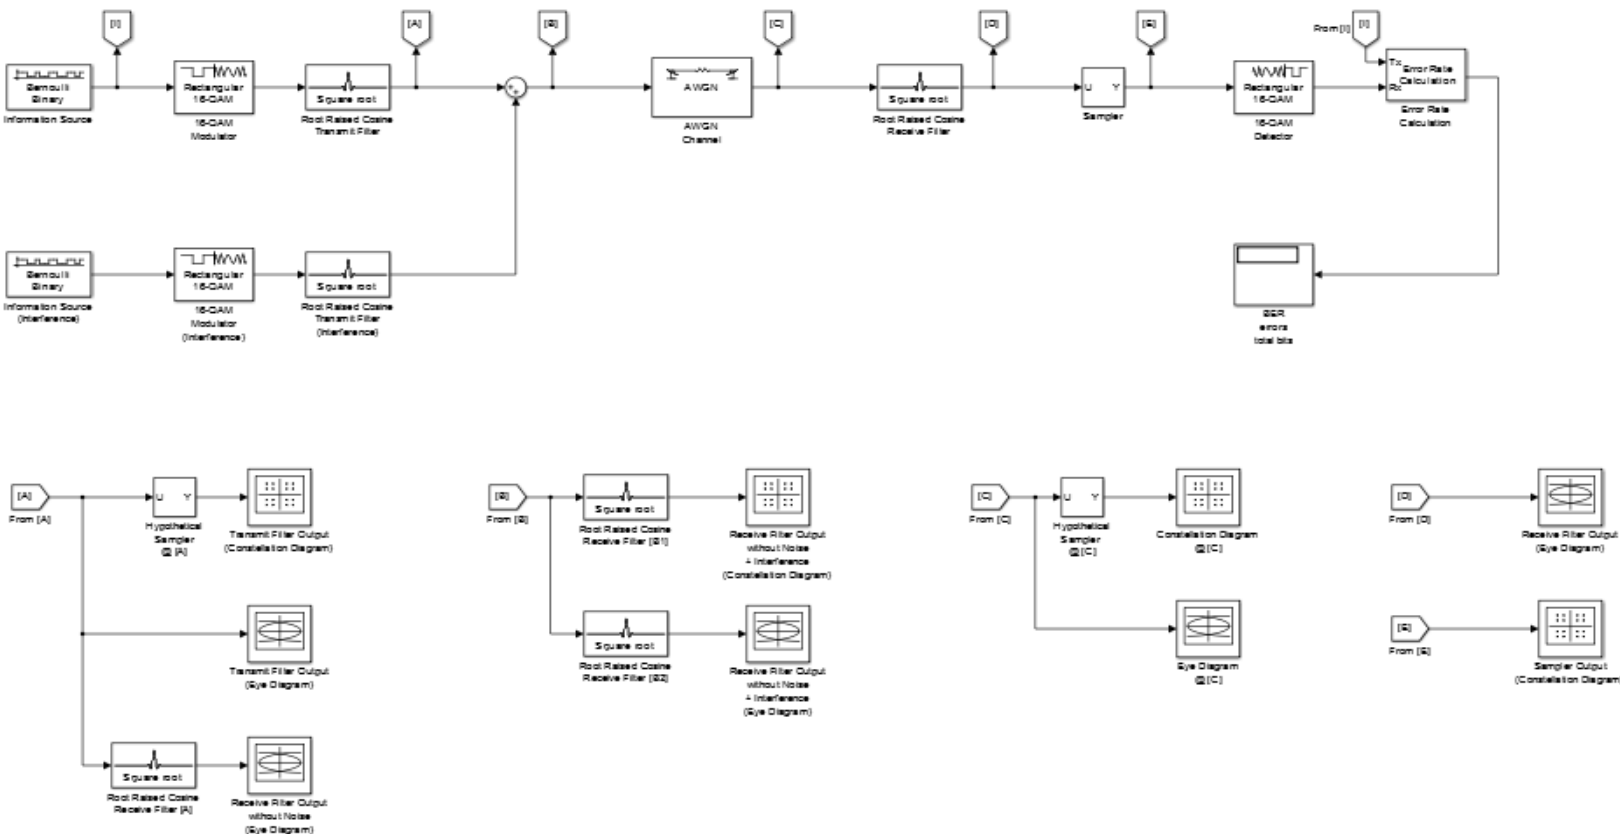 [I]
[A]
[B]
[C]
[D]
[E]
From [I]
[I]
Bernoulli
Binary
Information Source
Rectangular
16-QAM
16-QAM
Modulator
Square root
Root Raised Cosine
Transmit Filter
AWGN
AWGN
Channel
Square root
Root Raised Cosine
Receive Filter
U Y
Sampler
Rectangular
16-QAM
16-QAM
Detector
Tx
Rx
Error Rate
Calculation
Error Rate
Calculation
Bernoulli
Binary
Information Source
(Interference)
Rectangular
16-QAM
16-QAM
Modulator
(Interference)
Square root
Root Raised Cosine
Transmit Filter
(Interference)
BER
errors
total bits
[A]
From [A]
U Y
Hypothetical
Sampler
@ [A]
Transmit Filter Output
(Constellation Diagram)
Transmit Filter Output
(Eye Diagram)
Square root
Root Raised Cosine
Receive Filter [A]
Receive Filter Output
without Noise
(Eye Diagram)
[B]
From [B]
Square root
Root Raised Cosine
Receive Filter [B1]
Receive Filter Output
without Noise
+ Interference
(Constellation Diagram)
Square root
Root Raised Cosine
Receive Filter [B2]
Receive Filter Output
without Noise
+ Interference
(Eye Diagram)
[C]
From [C]
U Y
Hypothetical
Sampler
@ [C]
Constellation Diagram
@ [C]
Eye Diagram
@ [C]
[D]
From [D]
Receive Filter Output
(Eye Diagram)
[E]
From [E]
Sampler Output
(Constellation Diagram